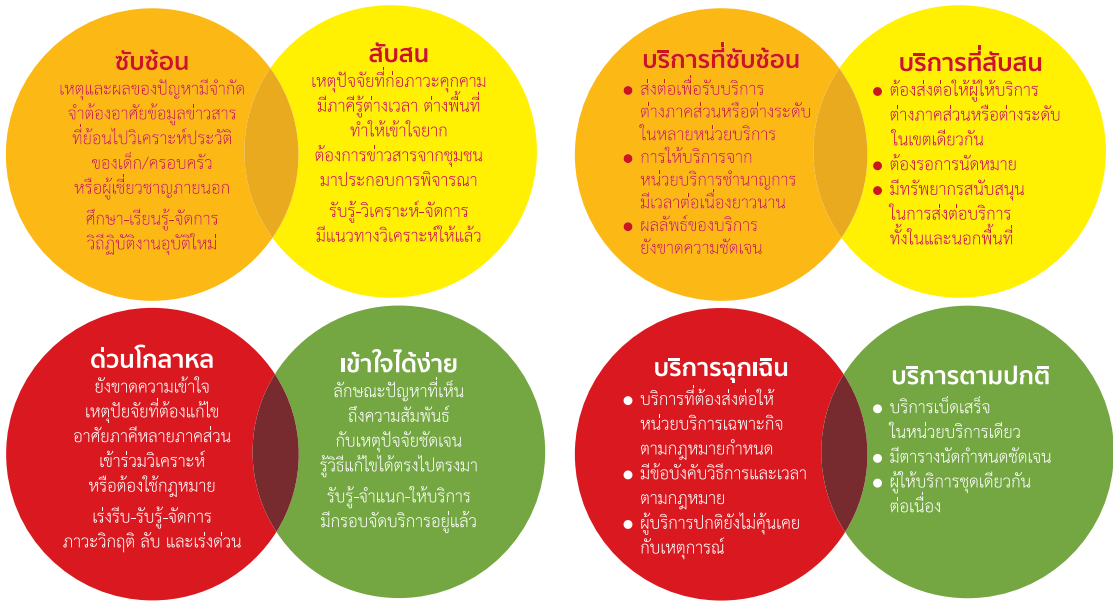 ซับซ้อน
เหตุและผลของปัญหามีจำกัด
จำต้องอาศัยข้อมูลข่าวสาร
ที่ย้อนไปวิเคราะห์ประวัติ
ของเด็ก/ครอบครัว
หรือผู้เชี่ยวชาญภายนอก
ศึกษา-เรียนรู้-จัดการ
วิถีฏิบัติงานอุบัติใหม่
สับสน
เหตุปัจจัยที่ก่อภาวะคุกคาม
มีภาคีรู้ต่างเวลา ต่างพื้นที่
ทำให้เข้าใจยาก
ต้องการข่าวสารจากชุมชน
มาประกอบการพิจารณา
รับรู้-วิเคราะห์-จัดการ
มีแนวทางวิเคราะห์ให้แล้ว
ด่วนโกลาหล
ยังขาดความเข้าใจ
เหตุปัยจัยที่ต้องแก้ไข
อาศัยภาคีหลายภาคส่วน
เข้าร่วมวิเคราะห์
หรือต้องใช้กฎหมาย
เร่งรีบ-รับรู้-จัดการ
ภาวะวิกฤติ ลับ และเร่งด่วน
เข้าใจได้ง่าย
ลักษณะปัญหาที่เห็น
ถึงความสัมพันธ์
กับเหตุปัจจัยชัดเจน
รู้วิธีแก้ไขได้ตรงไปตรงมา
รับรู้-จำแนก-ให้บริการ
มีกรอบจัดบริการอยู่แล้ว
บริการที่ซับซ้อน
● ส่งต่อเพื่อรับบริการ
ต่างภาคส่วนหรือต่างระดับ
ในหลายหน่วยบริการ
● การให้บริการจาก
หน่วยบริการชำนาญการ
มีเวลาต่อเนื่องยาวนาน
● ผลลัพธ์ของบริการ
ยังขาดความชัดเจน
บริการที่สับสน
● ต้องส่งต่อให้ผู้ให้บริการ
ต่างภาคส่วนหรือต่างระดับ
ในเขตเดียวกัน
● ต้องรอการนัดหมาย
● มีทรัพยากรสนับสนุน
ในการส่งต่อบริการ
ทั้งในและนอกพื้นที่
บริการฉุกเฉิน
● บริการที่ต้องส่งต่อให้
หน่วยบริการเฉพาะกิจ
ตามกฎหมายกำหนด
● มีข้อบังคับวิธีการและเวลา
ตามกฎหมาย
● ผู้บริการปกติยังไม่คุ้นเคย
กับเหตุการณ์
บริการตามปกติ
● บริการเบ็ดเสร็จ
ในหน่วยบริการเดียว
● มีตารางนัดกำหนดชัดเจน
● ผู้ให้บริการชุดเดียวกัน
ต่อเนื่อง